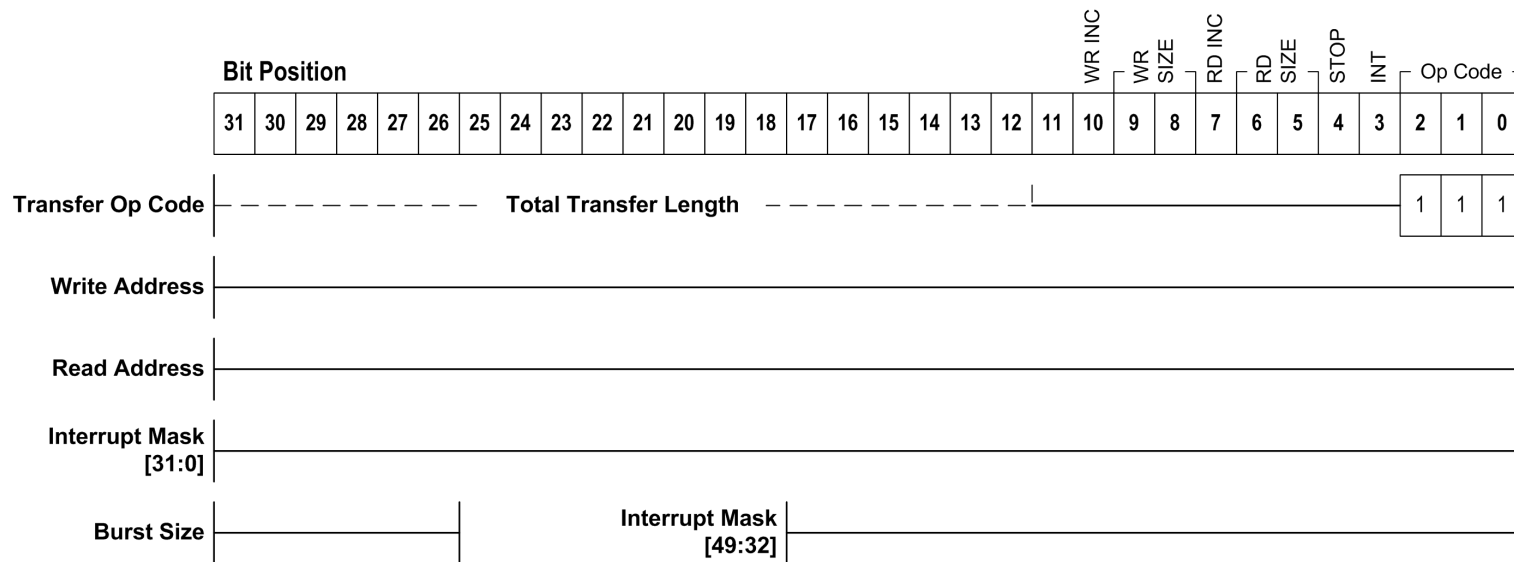 Bit Position
WR INC
WR
SIZE
RD INC
RD
SIZE
STOP
INT
Op Code
31 30 29 28 27 26 25 24 23 22 21 20 19 18 17 16 15 14 13 12 11 10 9 8 7 6 5 4 3 2 1 0
Transfer Op Code Total Transfer Length 1 1 1
Write Address
Read Address
Interrupt Mask
[31:0]
Burst Size
Interrupt Mask
[49:32]